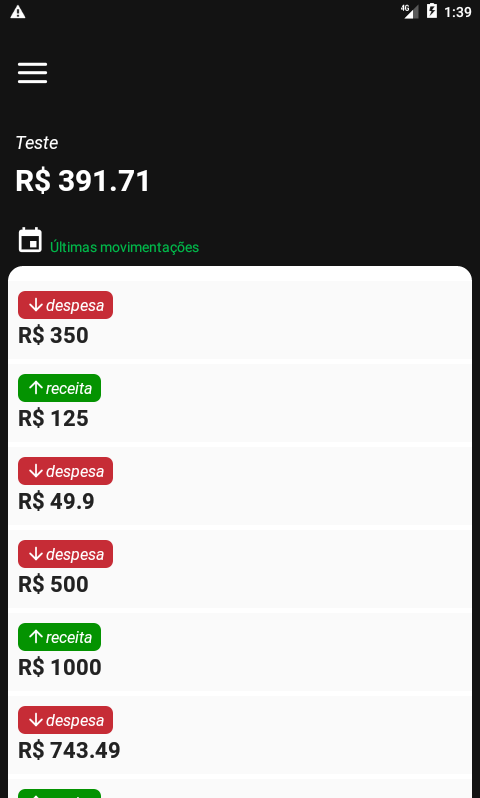 4G 1:39
Teste
R$ 391.71
Últimas movimentações
despesa
R$ 350
receita
R$ 125
despesa
R$ 49.9
despesa
R$ 500
receita
R$ 1000
despesa
R$ 743.49